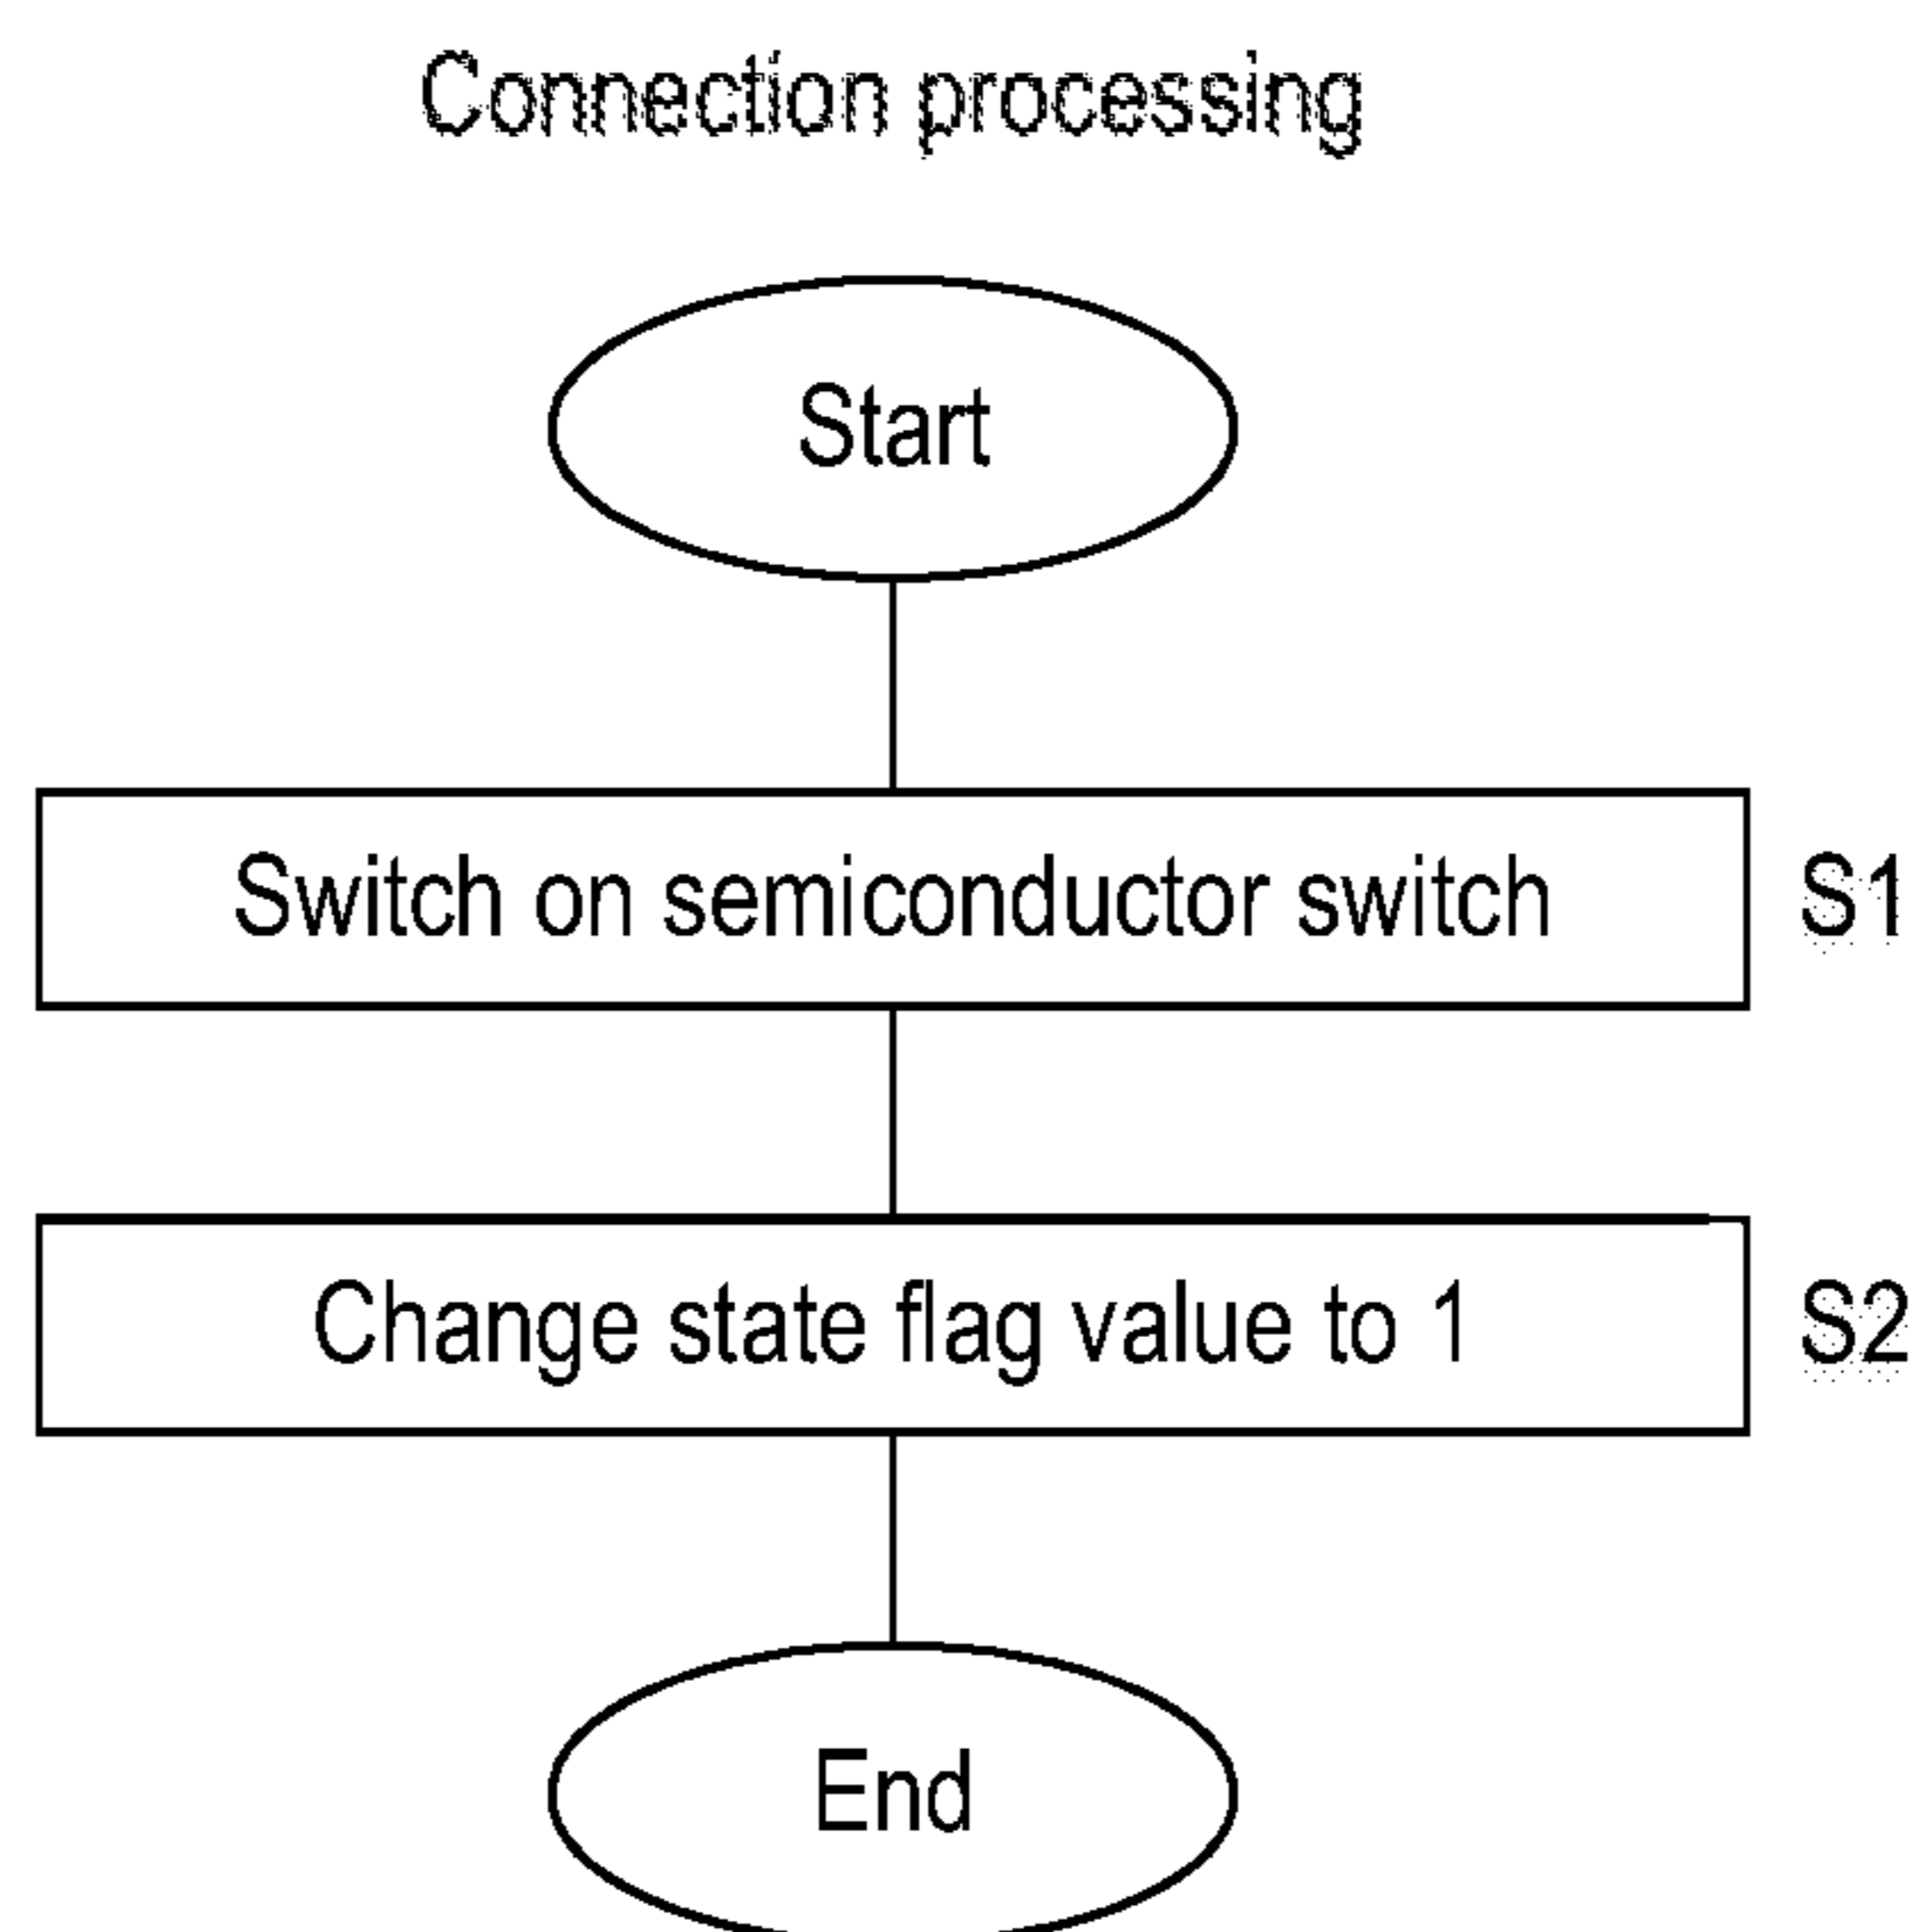 Connection processing
Start
Switch on semiconductor switch
S1
Change state flag value to 1
S2
End